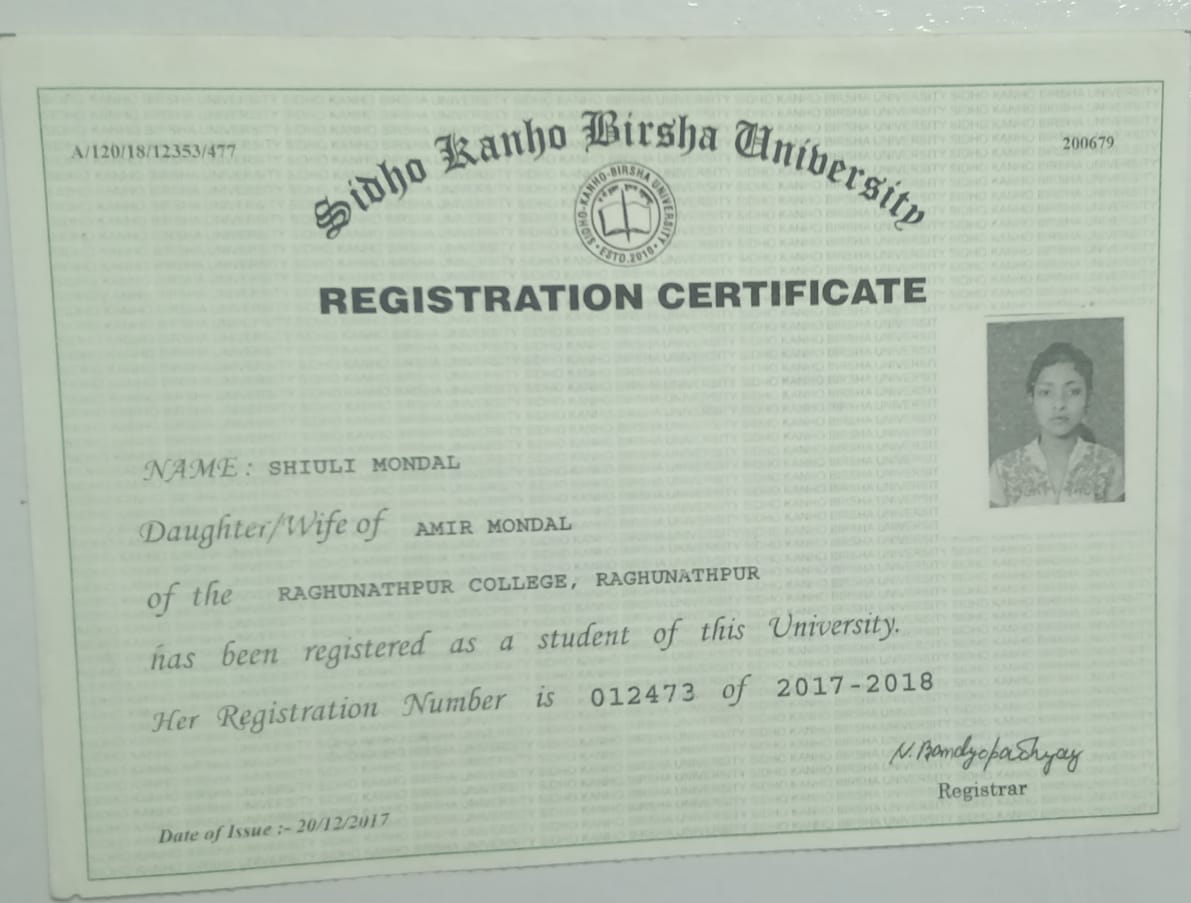 A/120/18/12353/477
200679
Sidho Kanho Birsha University
SIDHO-KANHO-BIRSHA UNIVERSITY
ESTD.2010
REGISTRATION CERTIFICATE
NAME: SHIULI MONDAL
Daughter/Wife of AMIR MONDAL
of the RAGHUNATHPUR COLLEGE, RAGHUNATHPUR
has been registered as a student of this University.
Her Registration Number is 012473 of 2017-2018
N. Bandyopadhyay
Registrar
Date of Issue :- 20/12/2017